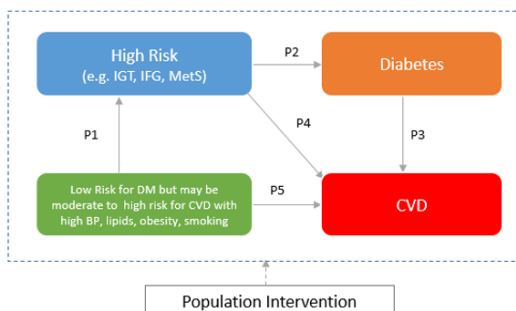 High Risk
(e.g. IGT, IFG, MetS)
P2
Diabetes
P1
P4
P3
Low Risk for DM but may be
moderate to high risk for CVD with
high BP, lipids, obesity, smoking
P5
CVD
Population Intervention